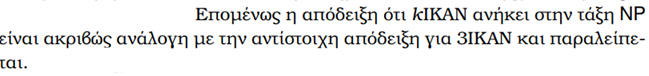 Επομένως η απόδειξη ότι kΙΚΑΝ ανήκει στην τάξη NP
είναι ακριβώς ανάλογη με την αντίστοιχη απόδειξη για 3ΙΚΑΝ και παραλείπε-
ται.